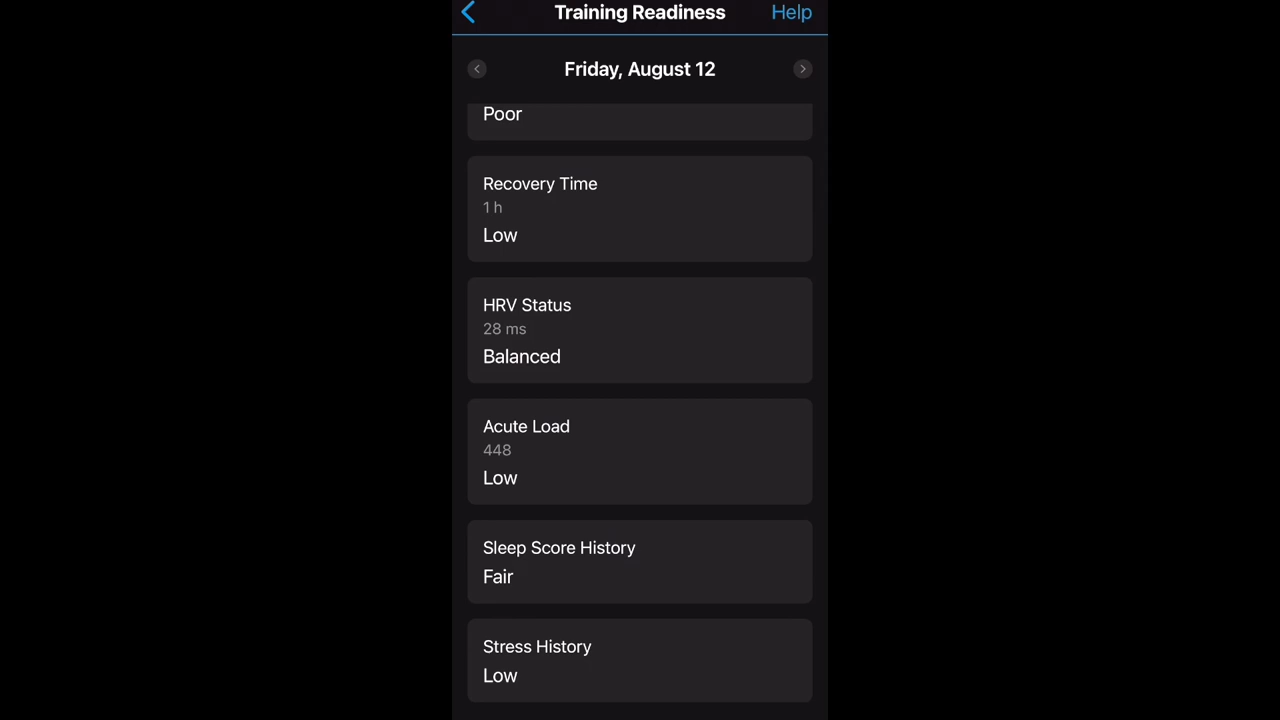 Training Readiness
Help
Friday, August 12
Poor
Recovery Time
1 h
Low
HRV Status
28 ms
Balanced
Acute Load
448
Low
Sleep Score History
Fair
Stress History
Low